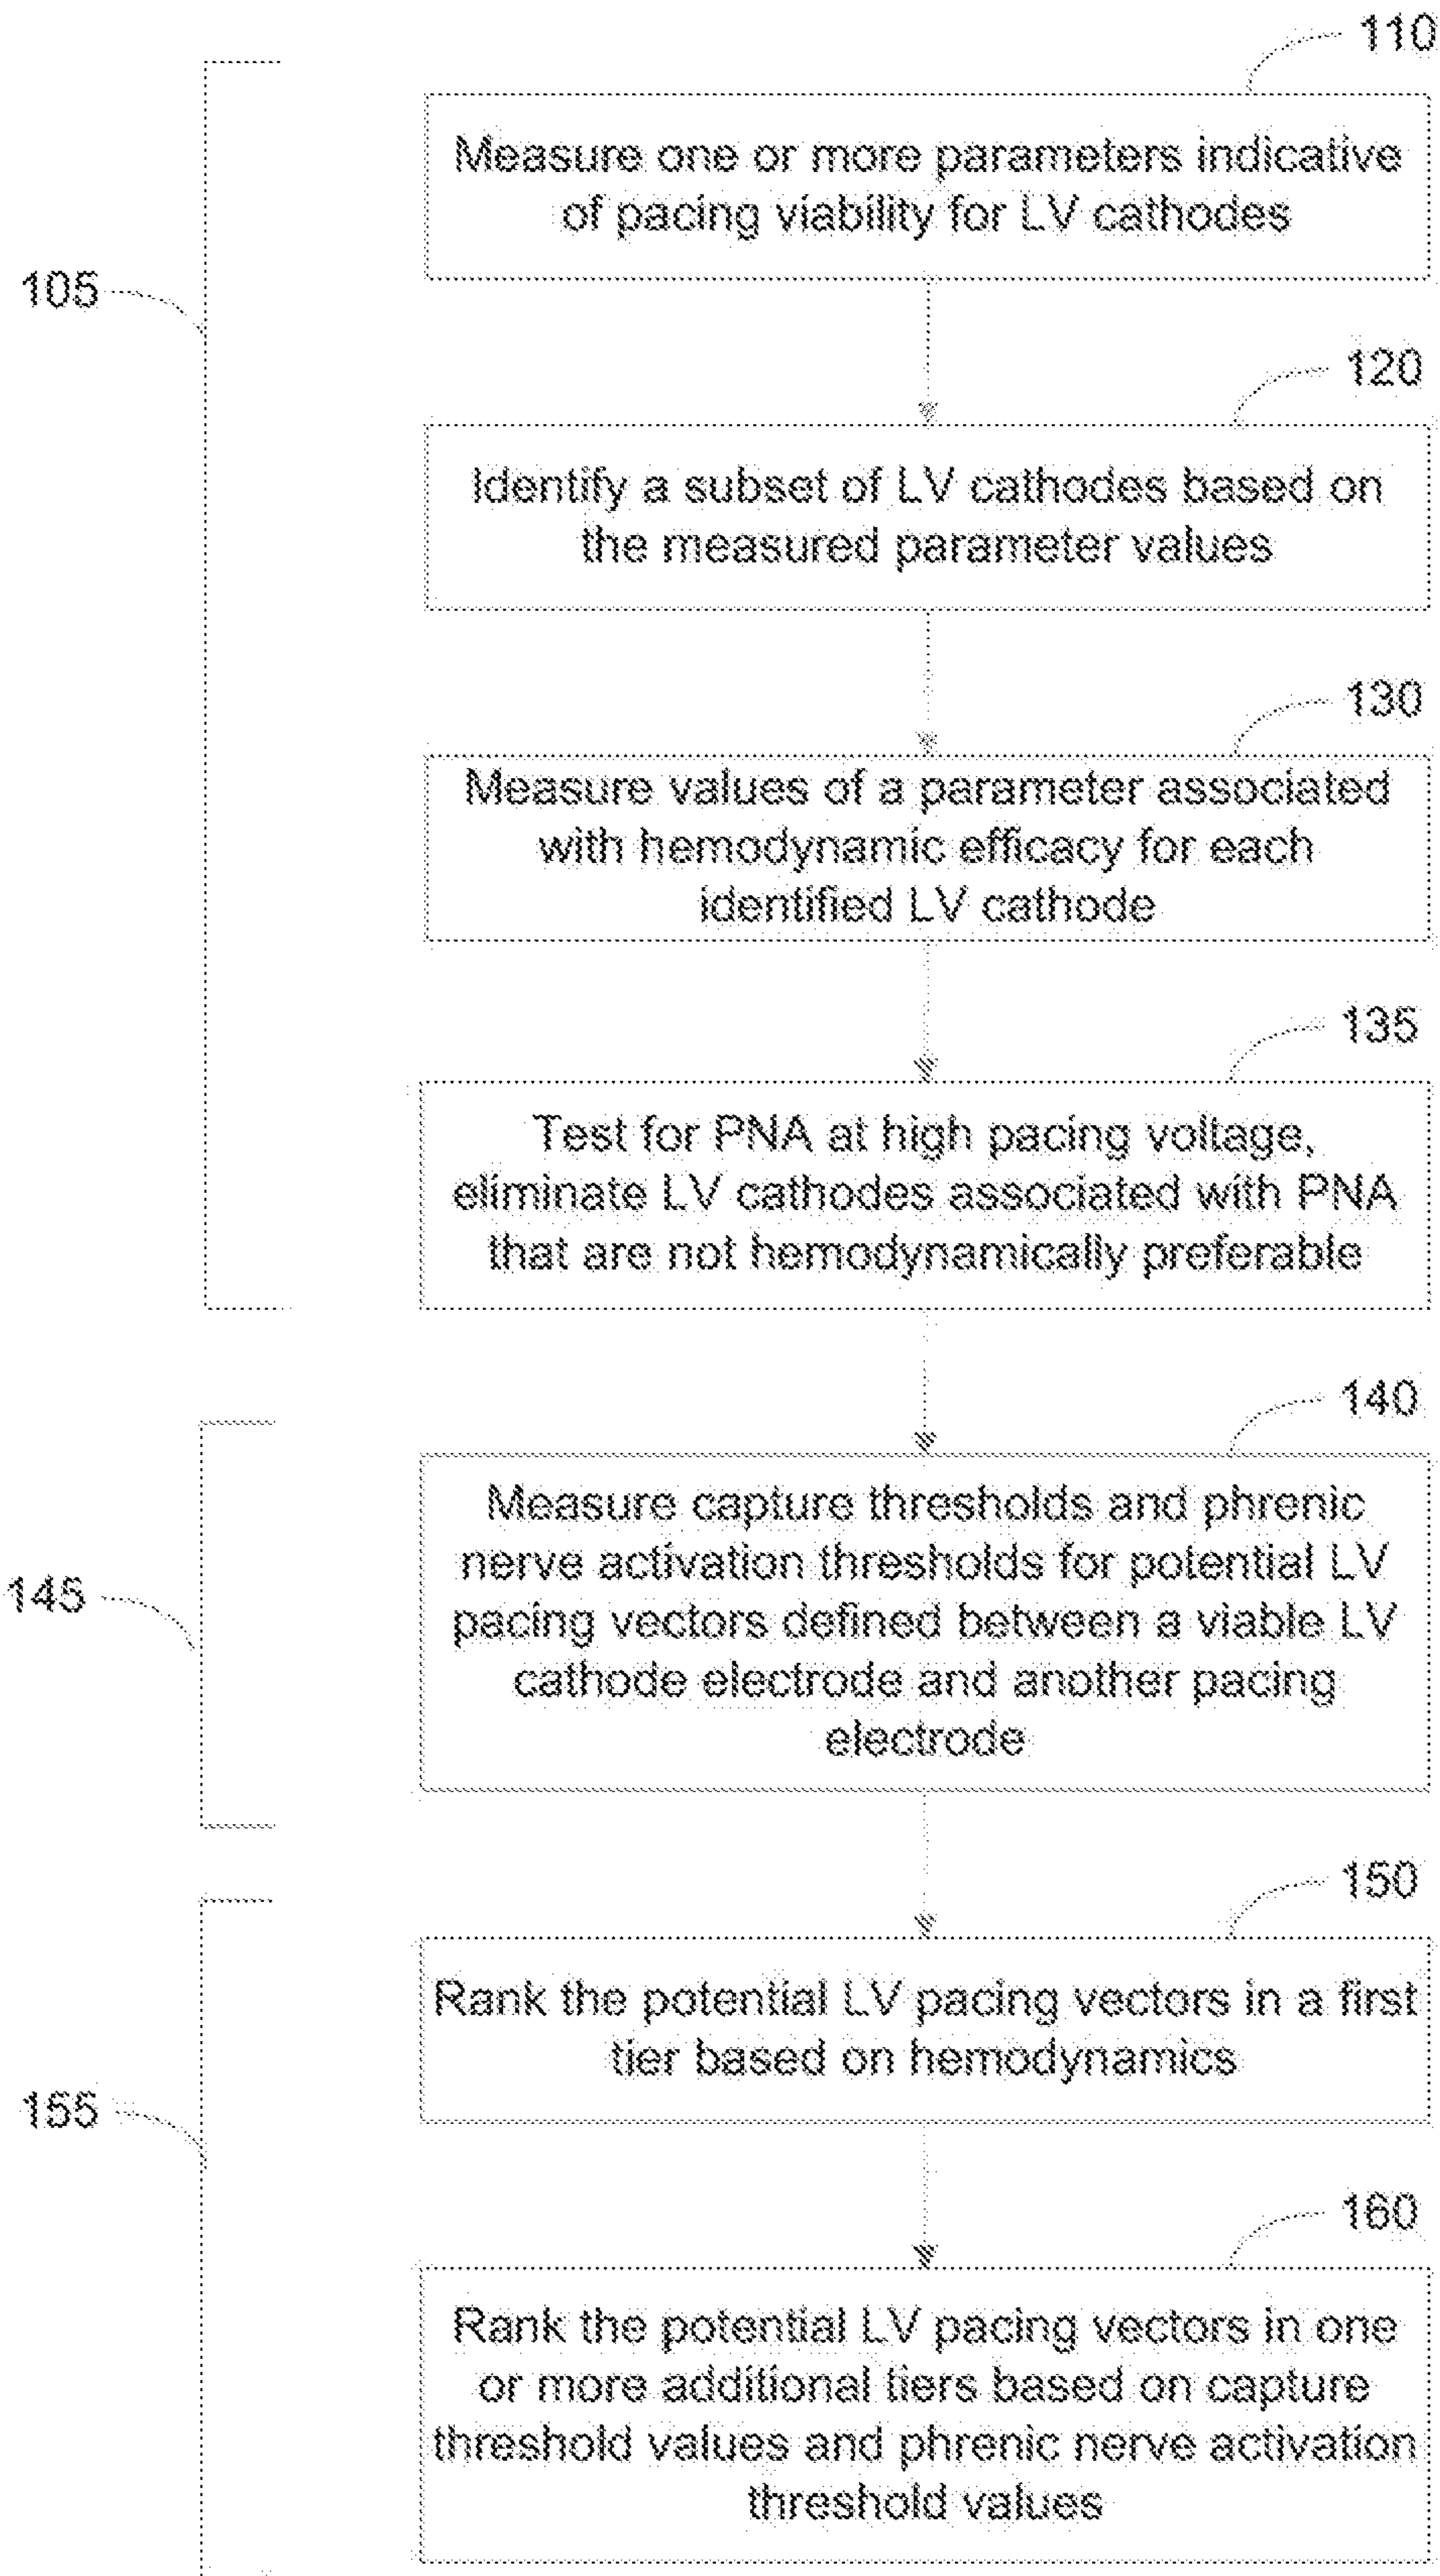 110
Measure one or more parameters indicative
of pacing viability for LV cathodes
105
120
Identify a subset of LV cathodes based on
the measured parameter values
130
Measure values of a parameter associated
with hemodynamic efficacy for each
identified LV cathode
135
Test for PNA at high pacing voltage,
eliminate LV cathodes associated with PNA
that are not hemodynamically preferable
140
Measure capture thresholds and phrenic
nerve activation thresholds for potential LV
pacing vectors defined between a viable LV
cathode electrode and another pacing
electrode
145
150
Rank the potential LV pacing vectors in a first
tier based on hemodynamics
155
160
Rank the potential LV pacing vectors in one
or more additional tiers based on capture
threshold values and phrenic nerve activation
threshold values